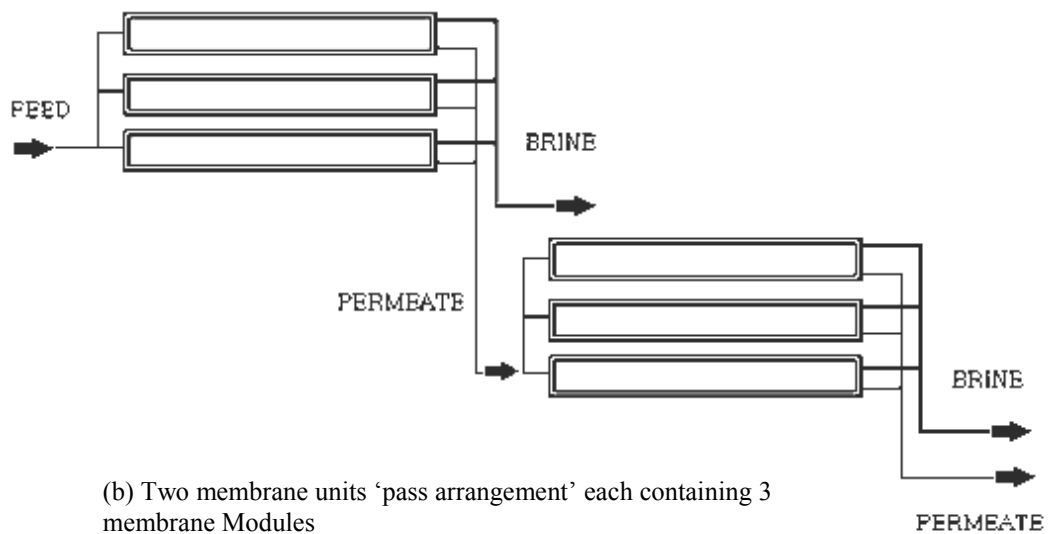 FEED
BRINE
PERMEATE
BRINE
(b) Two membrane units ‘pass arrangement’ each containing 3
membrane Modules
PERMEATE